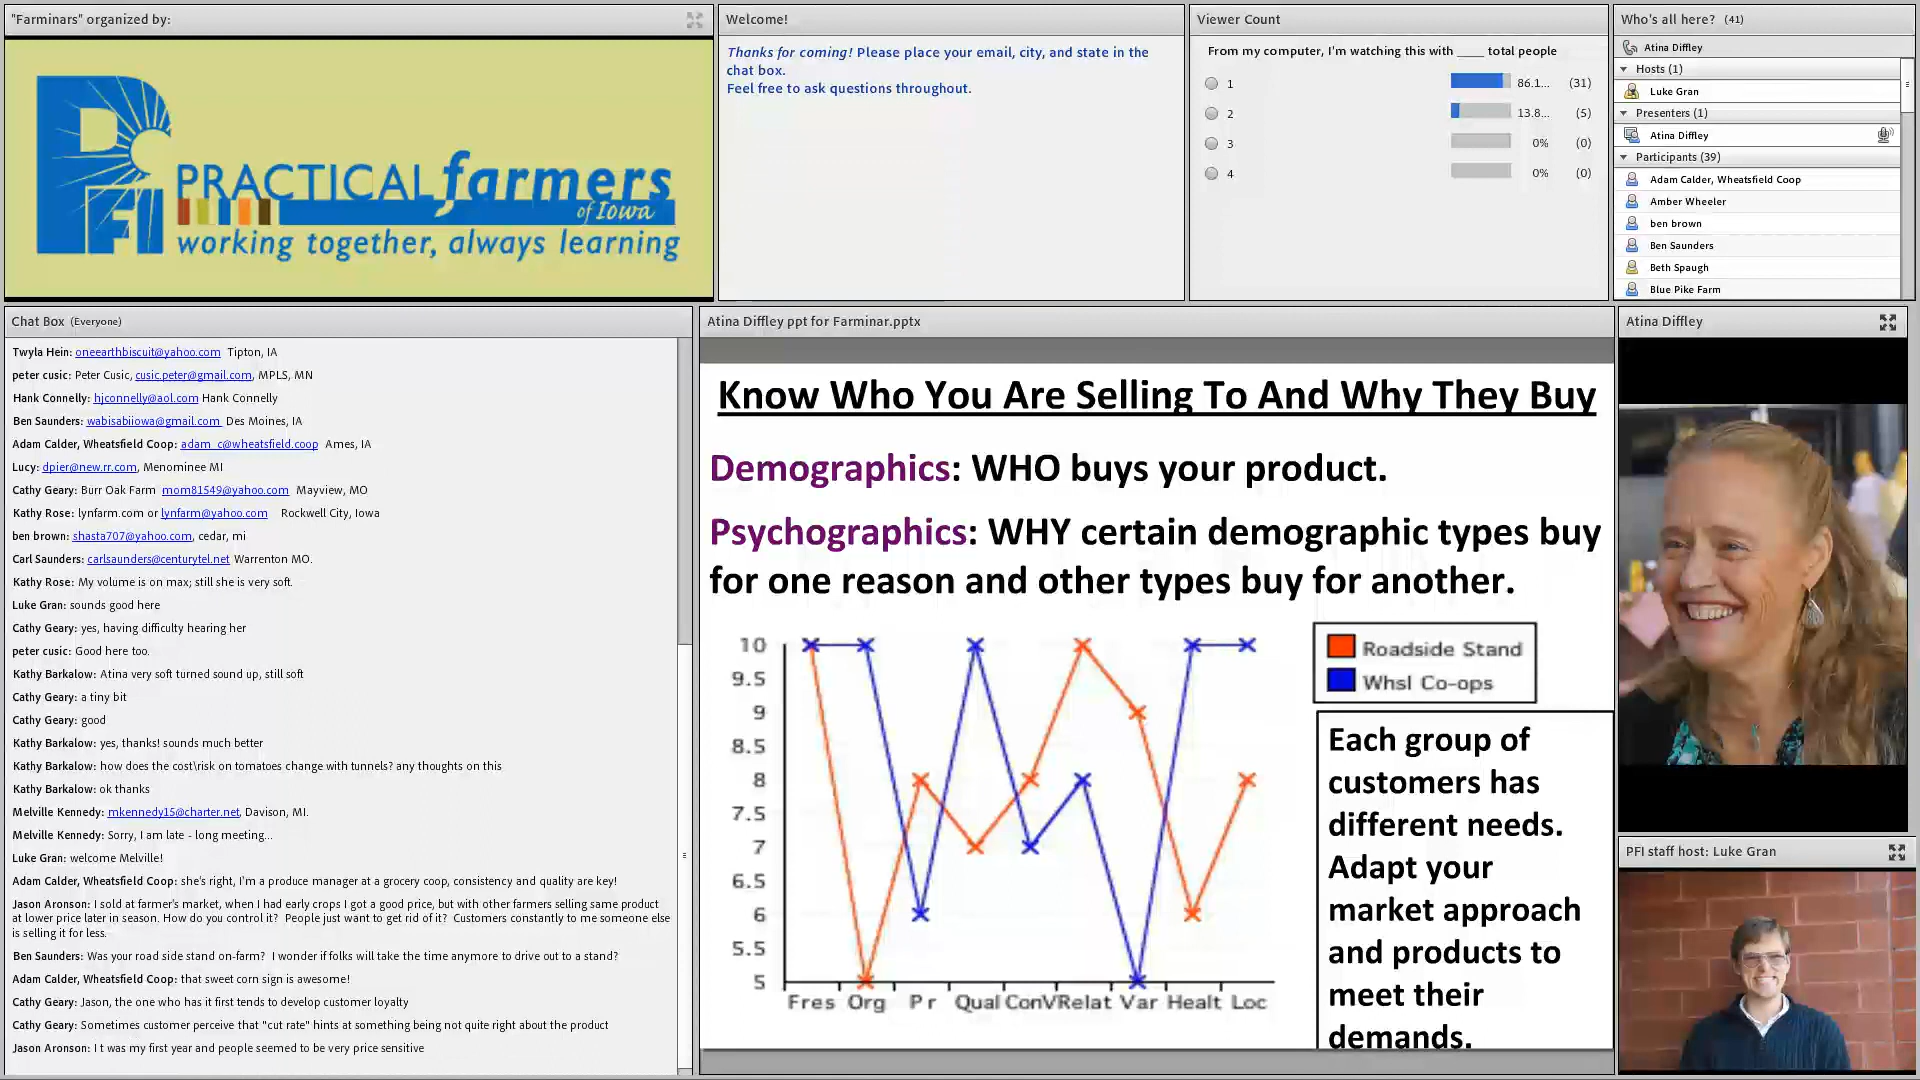 "Farminars" organized by:
PFI
PRACTICAL farmers
of Iowa
working together, always learning
Welcome!
Thanks for coming! Please place your email, city, and state in the
chat box.
Feel free to ask questions throughout.
Viewer Count
From my computer, I'm watching this with ____ total people
1 86.1... (31)
2 13.8... (5)
3 0% (0)
4 0% (0)
Who's all here? (41)
Atina Diffley
Hosts (1)
Luke Gran
Presenters (1)
Atina Diffley
Participants (39)
Adam Calder, Wheatsfield Coop
Amber Wheeler
ben brown
Ben Saunders
Beth Spaugh
Blue Pike Farm
Chat Box (Everyone)
Twyla Hein: oneearthbiscuit@yahoo.com Tipton, IA
peter cusic: Peter Cusic, cusic.peter@gmail.com, MPLS, MN
Hank Connelly: hjconnelly@aol.com Hank Connelly
Ben Saunders: wabisabiiowa@gmail.com Des Moines, IA
Adam Calder, Wheatsfield Coop: adam_c@wheatsfield.coop Ames, IA
Lucy: dpier@new.rr.com, Menominee MI
Cathy Geary: Burr Oak Farm mom81549@yahoo.com Mayview, MO
Kathy Rose: lynfarm.com or lynfarm@yahoo.com Rockwell City, Iowa
ben brown: shasta707@yahoo.com, cedar, mi
Carl Saunders: carlsaunders@centurytel.net Warrenton MO.
Kathy Rose: My volume is on max; still she is very soft.
Luke Gran: sounds good here
Cathy Geary: yes, having difficulty hearing her
peter cusic: Good here too.
Kathy Barkalow: Atina very soft turned sound up, still soft
Cathy Geary: a tiny bit
Cathy Geary: good
Kathy Barkalow: yes, thanks! sounds much better
Kathy Barkalow: how does the cost\risk on tomatoes change with tunnels? any thoughts on this
Kathy Barkalow: ok thanks
Melville Kennedy: mkennedy15@charter.net, Davison, MI.
Melville Kennedy: Sorry, I am late - long meeting...
Luke Gran: welcome Melville!
Adam Calder, Wheatsfield Coop: she's right, I'm a produce manager at a grocery coop, consistency and quality are key!
Jason Aronson: I sold at farmer's market, when I had early crops I got a good price, but with other farmers selling same product
at lower price later in season. How do you control it? People just want to get rid of it? Customers constantly to me someone else
is selling it for less.
Ben Saunders: Was your road side stand on-farm? I wonder if folks will take the time anymore to drive out to a stand?
Adam Calder, Wheatsfield Coop: that sweet corn sign is awesome!
Cathy Geary: Jason, the one who has it first tends to develop customer loyalty
Cathy Geary: Sometimes customer perceive that "cut rate" hints at something being not quite right about the product
Jason Aronson: I t was my first year and people seemed to be very price sensitive
Atina Diffley ppt for Farminar.pptx
Know Who You Are Selling To And Why They Buy
Demographics: WHO buys your product.
Psychographics: WHY certain demographic types buy
for one reason and other types buy for another.
10
9.5
9
8.5
8
7.5
7
6.5
6
5.5
5
Fres Org Pr Qual ConVRelat Var Healt Loc
Roadside Stand
Whsl Co-ops
Each group of
customers has
different needs.
Adapt your
market approach
and products to
meet their
demands.
Atina Diffley
PFI staff host: Luke Gran